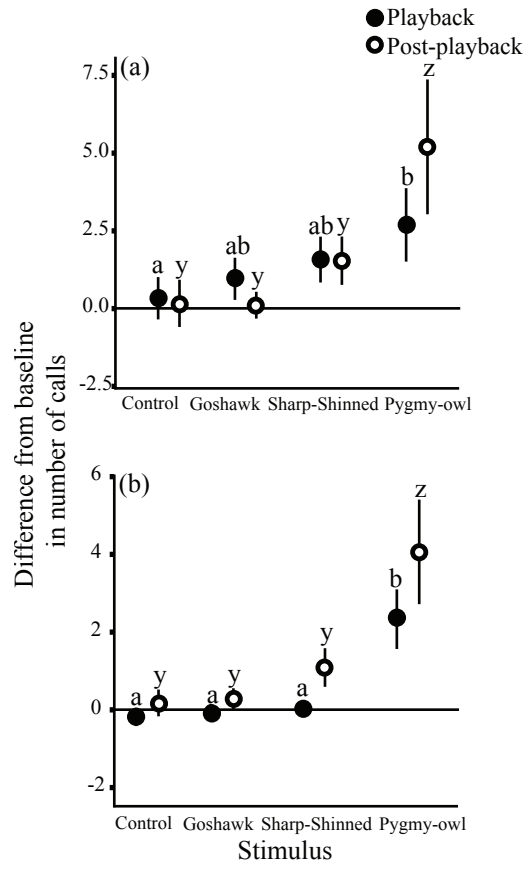 Playback
Post-playback
(a)
7.5
5.0
2.5
0.0
-2.5
a y ab y ab y b z
Control Goshawk Sharp-Shinned Pygmy-owl
Difference from baseline
in number of calls
(b)
6
4
2
0
-2
a y a y a y b z
Control Goshawk Sharp-Shinned Pygmy-owl
Stimulus